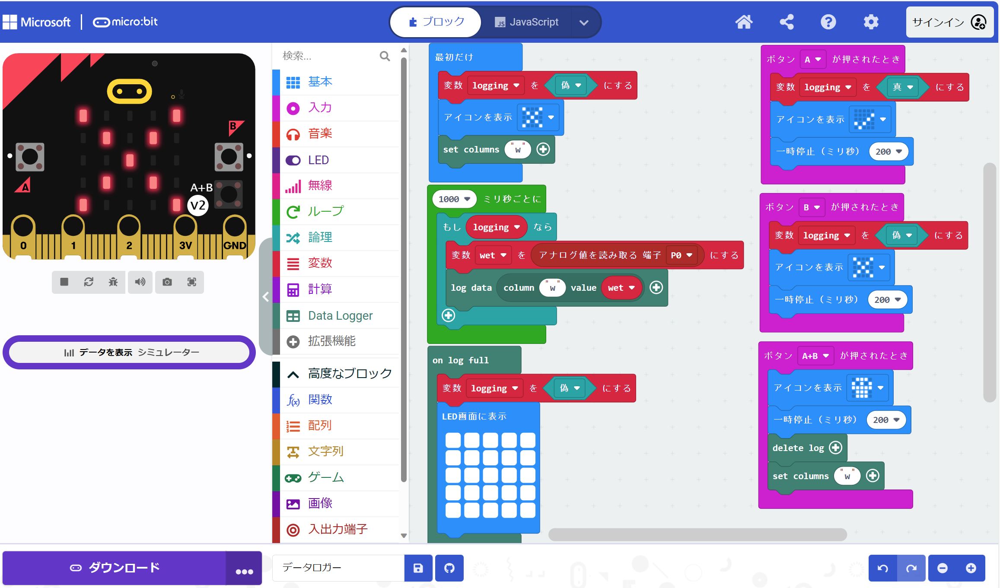 Microsoft | micro:bit
ブロック
JavaScript
サインイン
B
A
A+B
V2
0
1
2
3V
GND
データを表示 シミュレーター
検索...
基本
入力
音楽
LED
無線
ループ
論理
変数
計算
Data Logger
拡張機能
高度なブロック
関数
配列
文字列
ゲーム
画像
入出力端子
最初だけ
変数 logging を 偽 にする
アイコンを表示
set columns "w"
1000 ミリ秒ごとに
もし logging なら
変数 wet を アナログ値を読み取る 端子 P0 にする
log data column "w" value wet
on log full
変数 logging を 偽 にする
LED画面に表示
ボタン A が押されたとき
変数 logging を 真 にする
アイコンを表示
一時停止（ミリ秒） 200
ボタン B が押されたとき
変数 logging を 偽 にする
アイコンを表示
一時停止（ミリ秒） 200
ボタン A+B が押されたとき
アイコンを表示
一時停止（ミリ秒） 200
delete log
set columns "w"
ダウンロード
データロガー